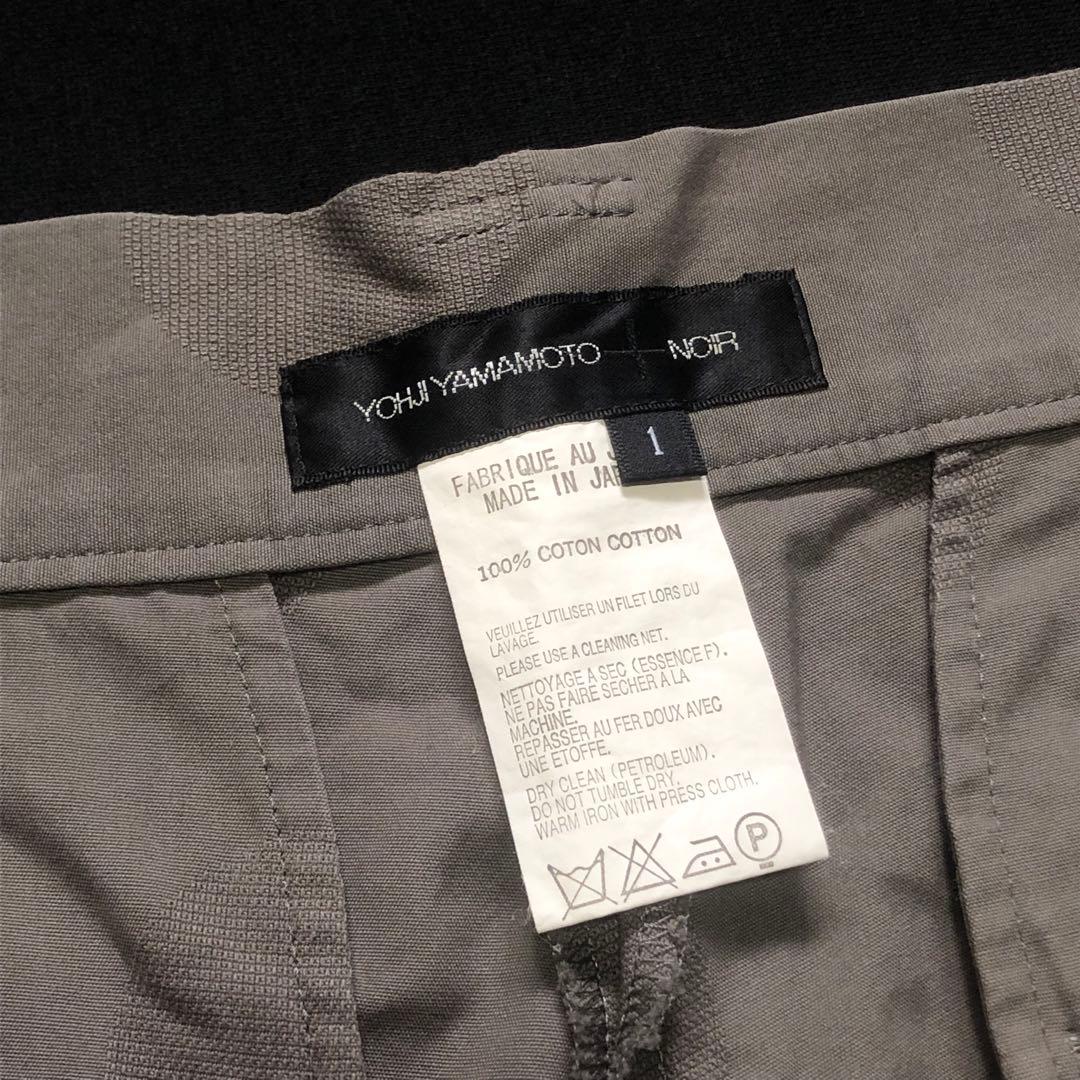 YOHJI YAMAMOTO + NOIR
1
FABRIQUE AU J
MADE IN JAP
100% COTON COTTON
VEUILLEZ UTILISER UN FILET LORS DU
LAVAGE.
PLEASE USE A CLEANING NET.
NETTOYAGE A SEC (ESSENCE F).
NE PAS FAIRE SECHER A LA
MACHINE.
REPASSER AU FER DOUX AVEC
UNE ETOFFE.
DRY CLEAN (PETROLEUM).
DO NOT TUMBLE DRY.
WARM IRON WITH PRESS CLOTH.
P